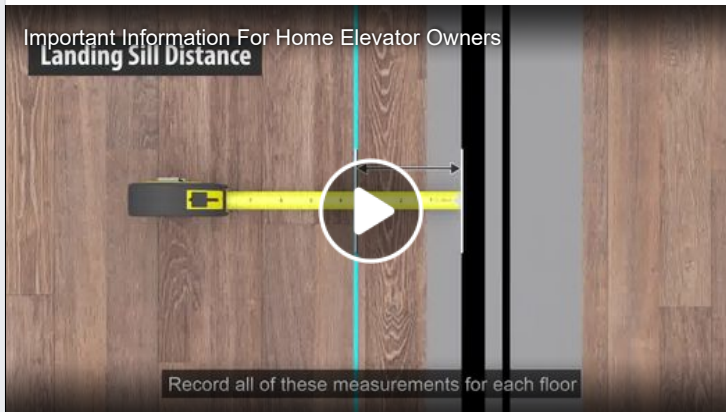 Important Information For Home Elevator Owners
Landing Sill Distance
Record all of these measurements for each floor